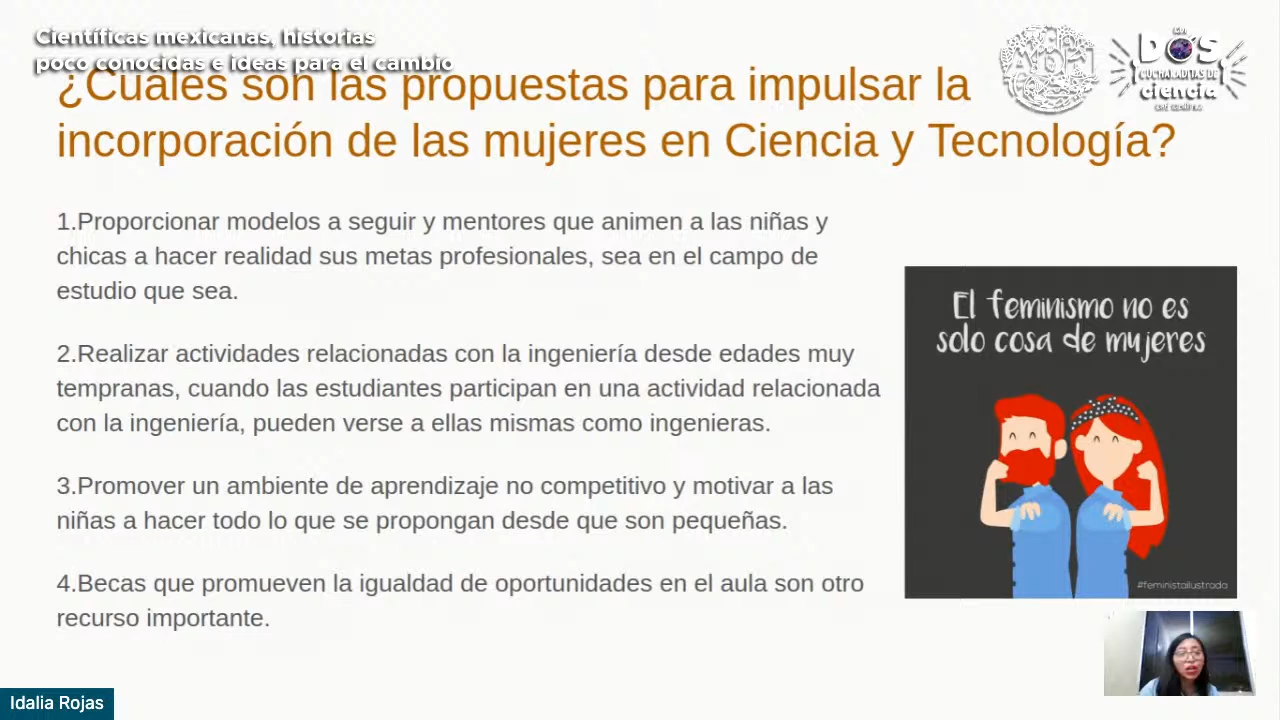 Científicas mexicanas, historias
poco conocidas e ideas para el cambio
DOS
CUCHARADITAS DE
ciencia
¿Cuáles son las propuestas para impulsar la
incorporación de las mujeres en Ciencia y Tecnología?
1.Proporcionar modelos a seguir y mentores que animen a las niñas y
chicas a hacer realidad sus metas profesionales, sea en el campo de
estudio que sea.
2.Realizar actividades relacionadas con la ingeniería desde edades muy
tempranas, cuando las estudiantes participan en una actividad relacionada
con la ingeniería, pueden verse a ellas mismas como ingenieras.
3.Promover un ambiente de aprendizaje no competitivo y motivar a las
niñas a hacer todo lo que se propongan desde que son pequeñas.
4.Becas que promueven la igualdad de oportunidades en el aula son otro
recurso importante.
El feminismo no es
solo cosa de mujeres
#feministailustrada
Idalia Rojas